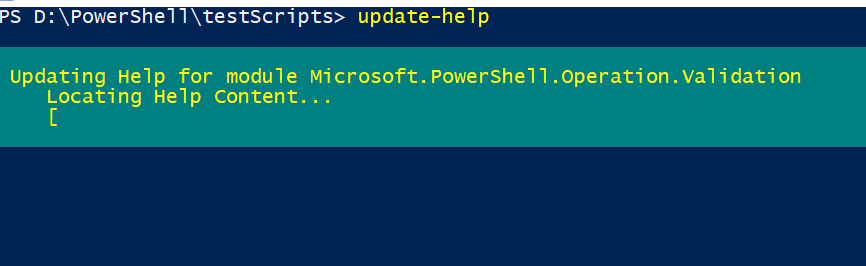 PS D:\PowerShell\testScripts> update-help
Updating Help for module Microsoft.PowerShell.Operation.Validation
Locating Help Content...
[